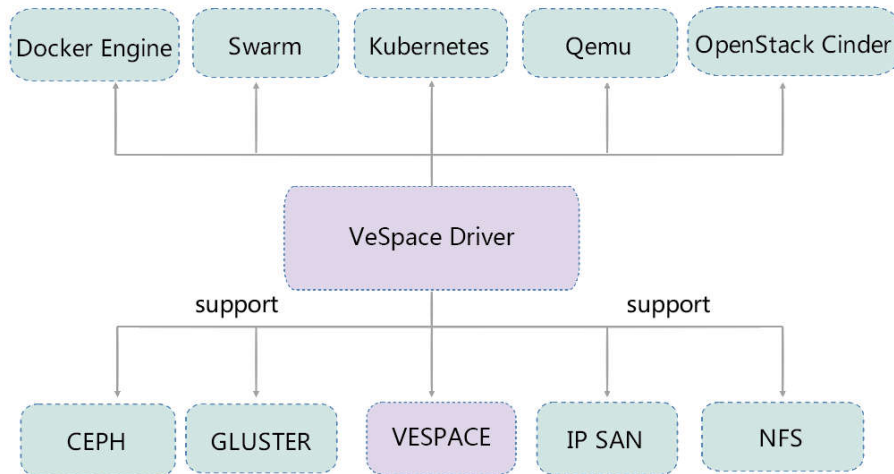 Docker Engine
Swarm
Kubernetes
Qemu
OpenStack Cinder
VeSpace Driver
support
support
CEPH
GLUSTER
VESPACE
IP SAN
NFS